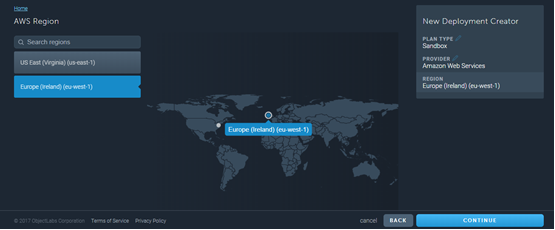 Home
AWS Region
Search regions
US East (Virginia) (us-east-1)
Europe (Ireland) (eu-west-1)
Europe (Ireland) (eu-west-1)
New Deployment Creator
PLAN TYPE
Sandbox
PROVIDER
Amazon Web Services
REGION
Europe (Ireland) (eu-west-1)
© 2017 ObjectLabs Corporation Terms of Service Privacy Policy
cancel BACK CONTINUE